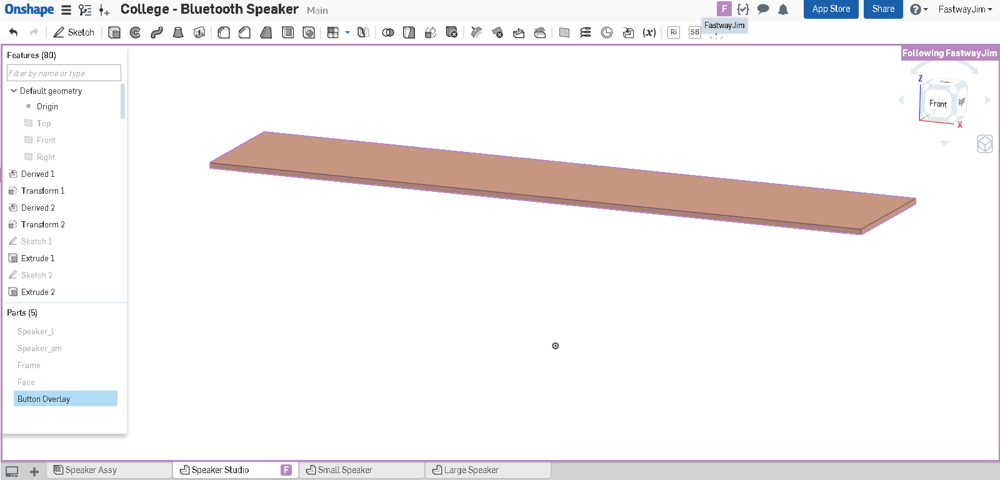 Onshape College - Bluetooth Speaker Main F App Store Share FastwayJim
Sketch Ri SB FastwayJim
Features (80) Following FastwayJim
Filter by name or type
Default geometry
Origin
Top
Front
Right
Derived 1
Transform 1
Derived 2
Transform 2
Sketch 1
Extrude 1
Sketch 2
Extrude 2
Z
Top
Front
Right
Y
X
Parts (5)
Speaker_l
Speaker_sm
Frame
Face
Button Overlay
Speaker Assy Speaker Studio F Small Speaker Large Speaker